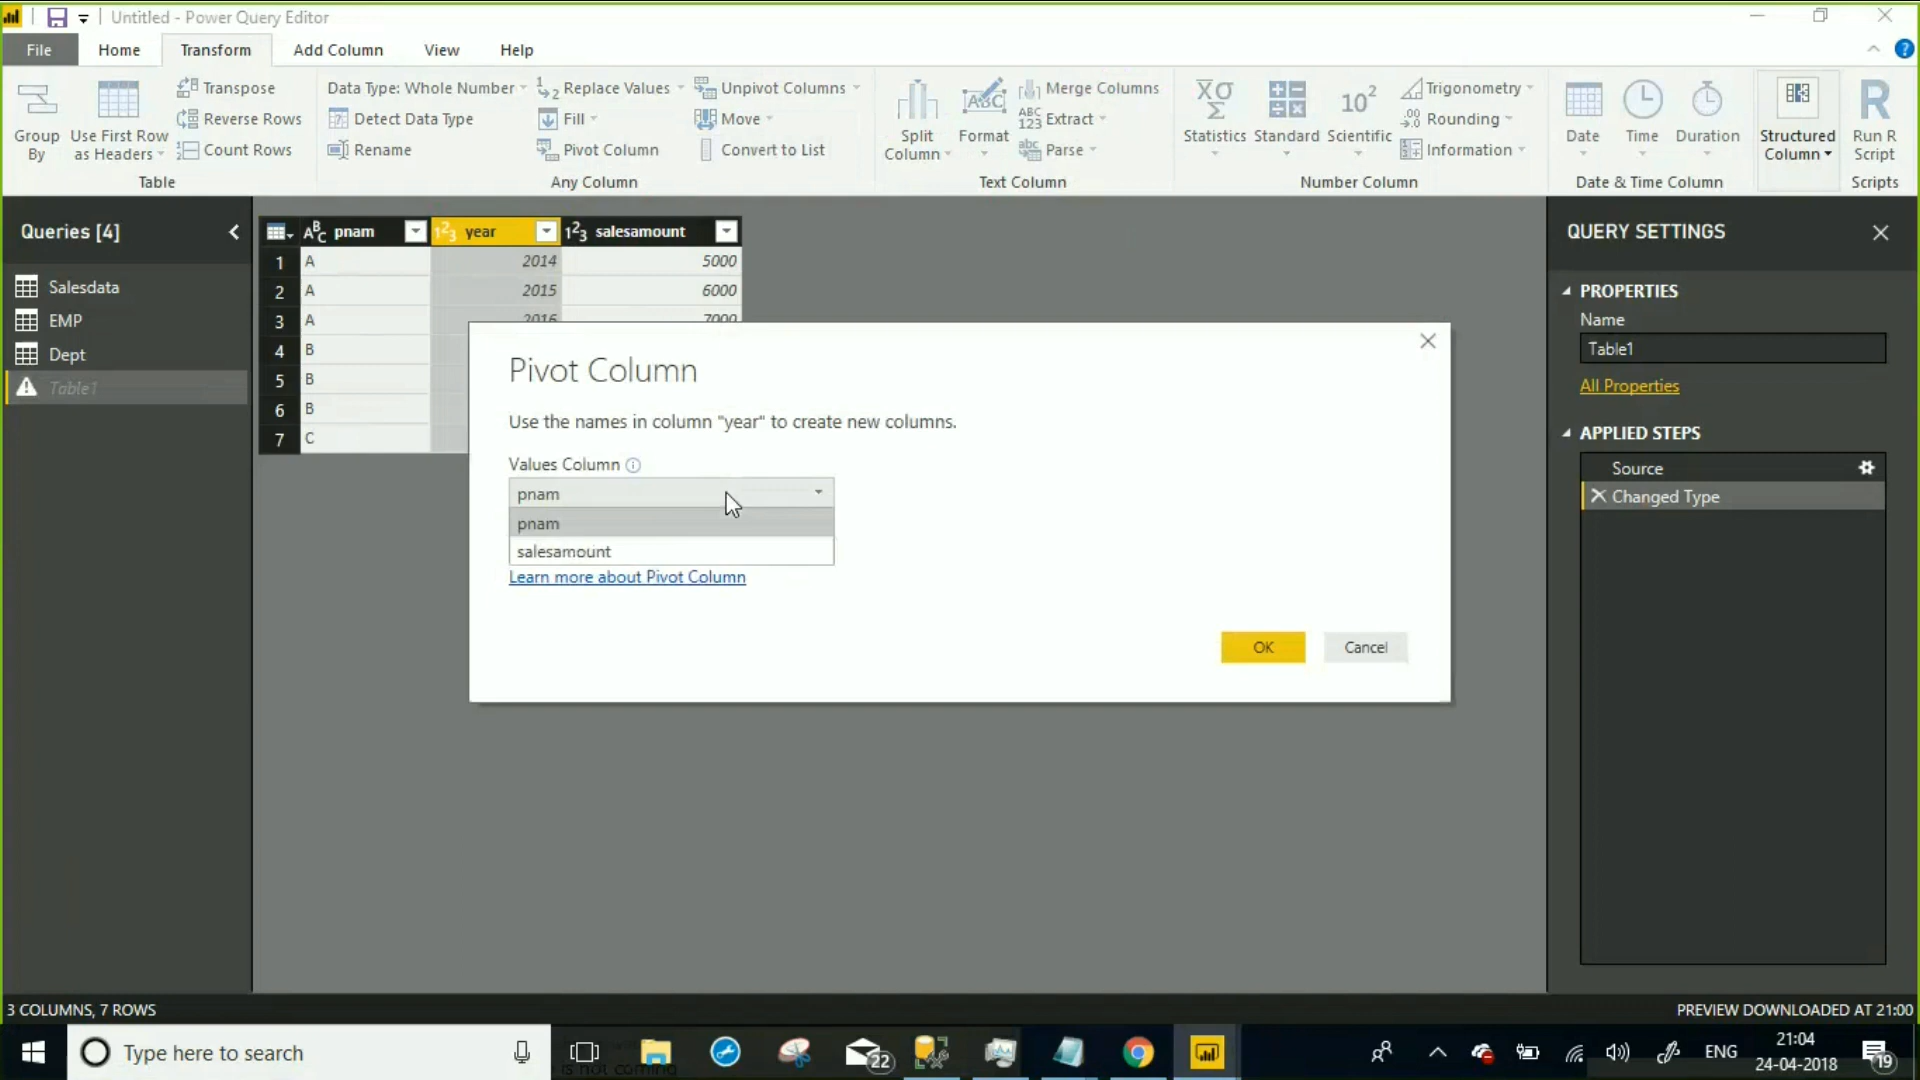 Untitled - Power Query Editor
File Home Transform Add Column View Help
Group By
Use First Row as Headers
Transpose
Reverse Rows
Count Rows
Table
Data Type: Whole Number
Detect Data Type
Rename
Replace Values
Fill
Pivot Column
Unpivot Columns
Move
Convert to List
Any Column
Split Column
Format
Merge Columns
Extract
Parse
Text Column
Statistics
Standard
Scientific
Trigonometry
Rounding
Information
Number Column
Date
Time
Duration
Date & Time Column
Structured Column
Run R Script
Scripts
Queries [4]
Salesdata
EMP
Dept
Table1
pnam year salesamount
1 A 2014 5000
2 A 2015 6000
3 A 2016 7000
4 B
5 B
6 B
7 C
Pivot Column
Use the names in column "year" to create new columns.
Values Column
pnam
pnam
salesamount
Learn more about Pivot Column
OK Cancel
QUERY SETTINGS
PROPERTIES
Name
Table1
All Properties
APPLIED STEPS
Source
Changed Type
3 COLUMNS, 7 ROWS
PREVIEW DOWNLOADED AT 21:00
Type here to search
is not coming
22
ENG
21:04
24-04-2018
19